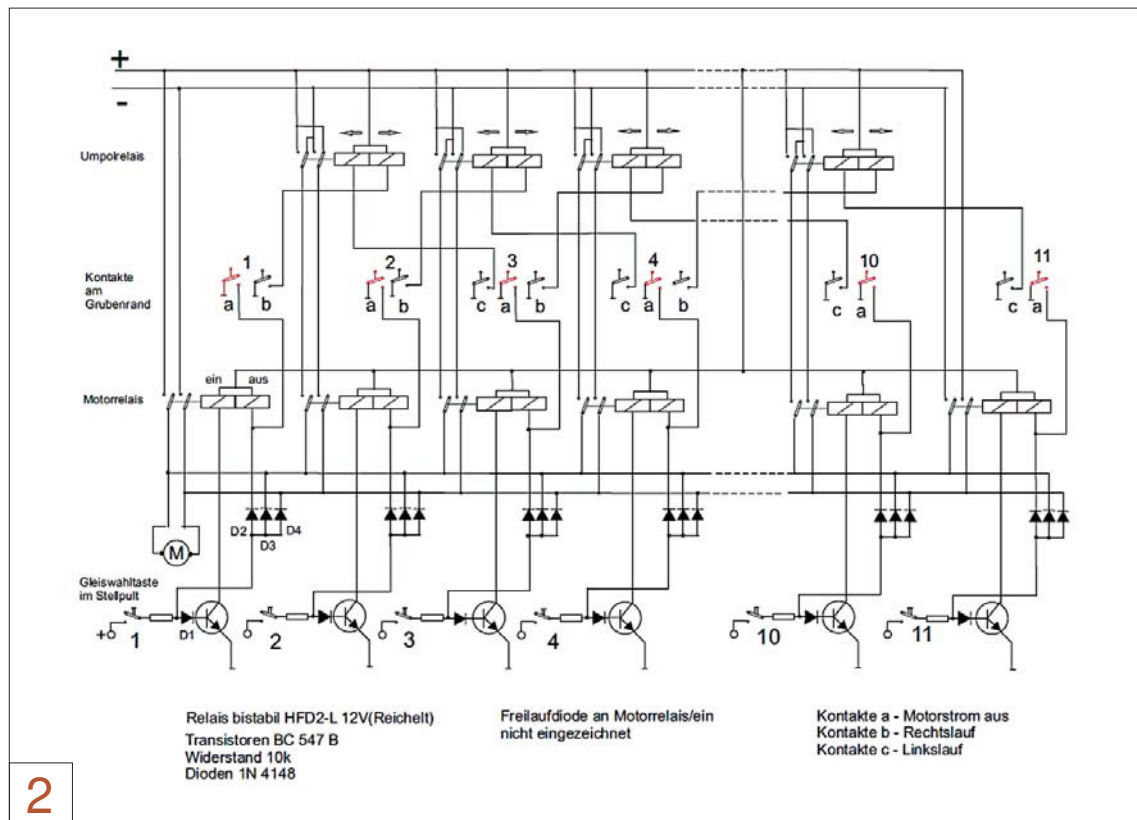 +
-
Umpolrelais
1 2 3 4 10 11
Kontakte
am
Grubenrand
a b a b c a b c a b c a c a
ein aus
Motorrelais
D2 D3 D4
M
Gleiswahltaste
im Stellpult
+ 1 D1 2 3 4 10 11
Relais bistabil HFD2-L 12V(Reichelt)
Transistoren BC 547 B
Widerstand 10k
Dioden 1N 4148
Freilaufdiode an Motorrelais/ein
nicht eingezeichnet
Kontakte a - Motorstrom aus
Kontakte b - Rechtslauf
Kontakte c - Linkslauf
2